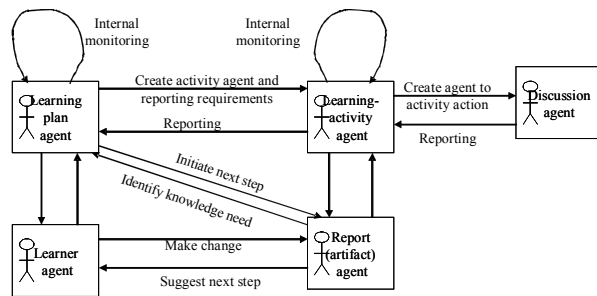 Internal
monitoring
Internal
monitoring
Learning
plan
agent
Create activity agent and
reporting requirements
Reporting
Learning-
activity
agent
Create agent to
activity action
Reporting
Discussion
agent
Initiate next step
Identify knowledge need
Learner
agent
Make change
Suggest next step
Report
(artifact)
agent